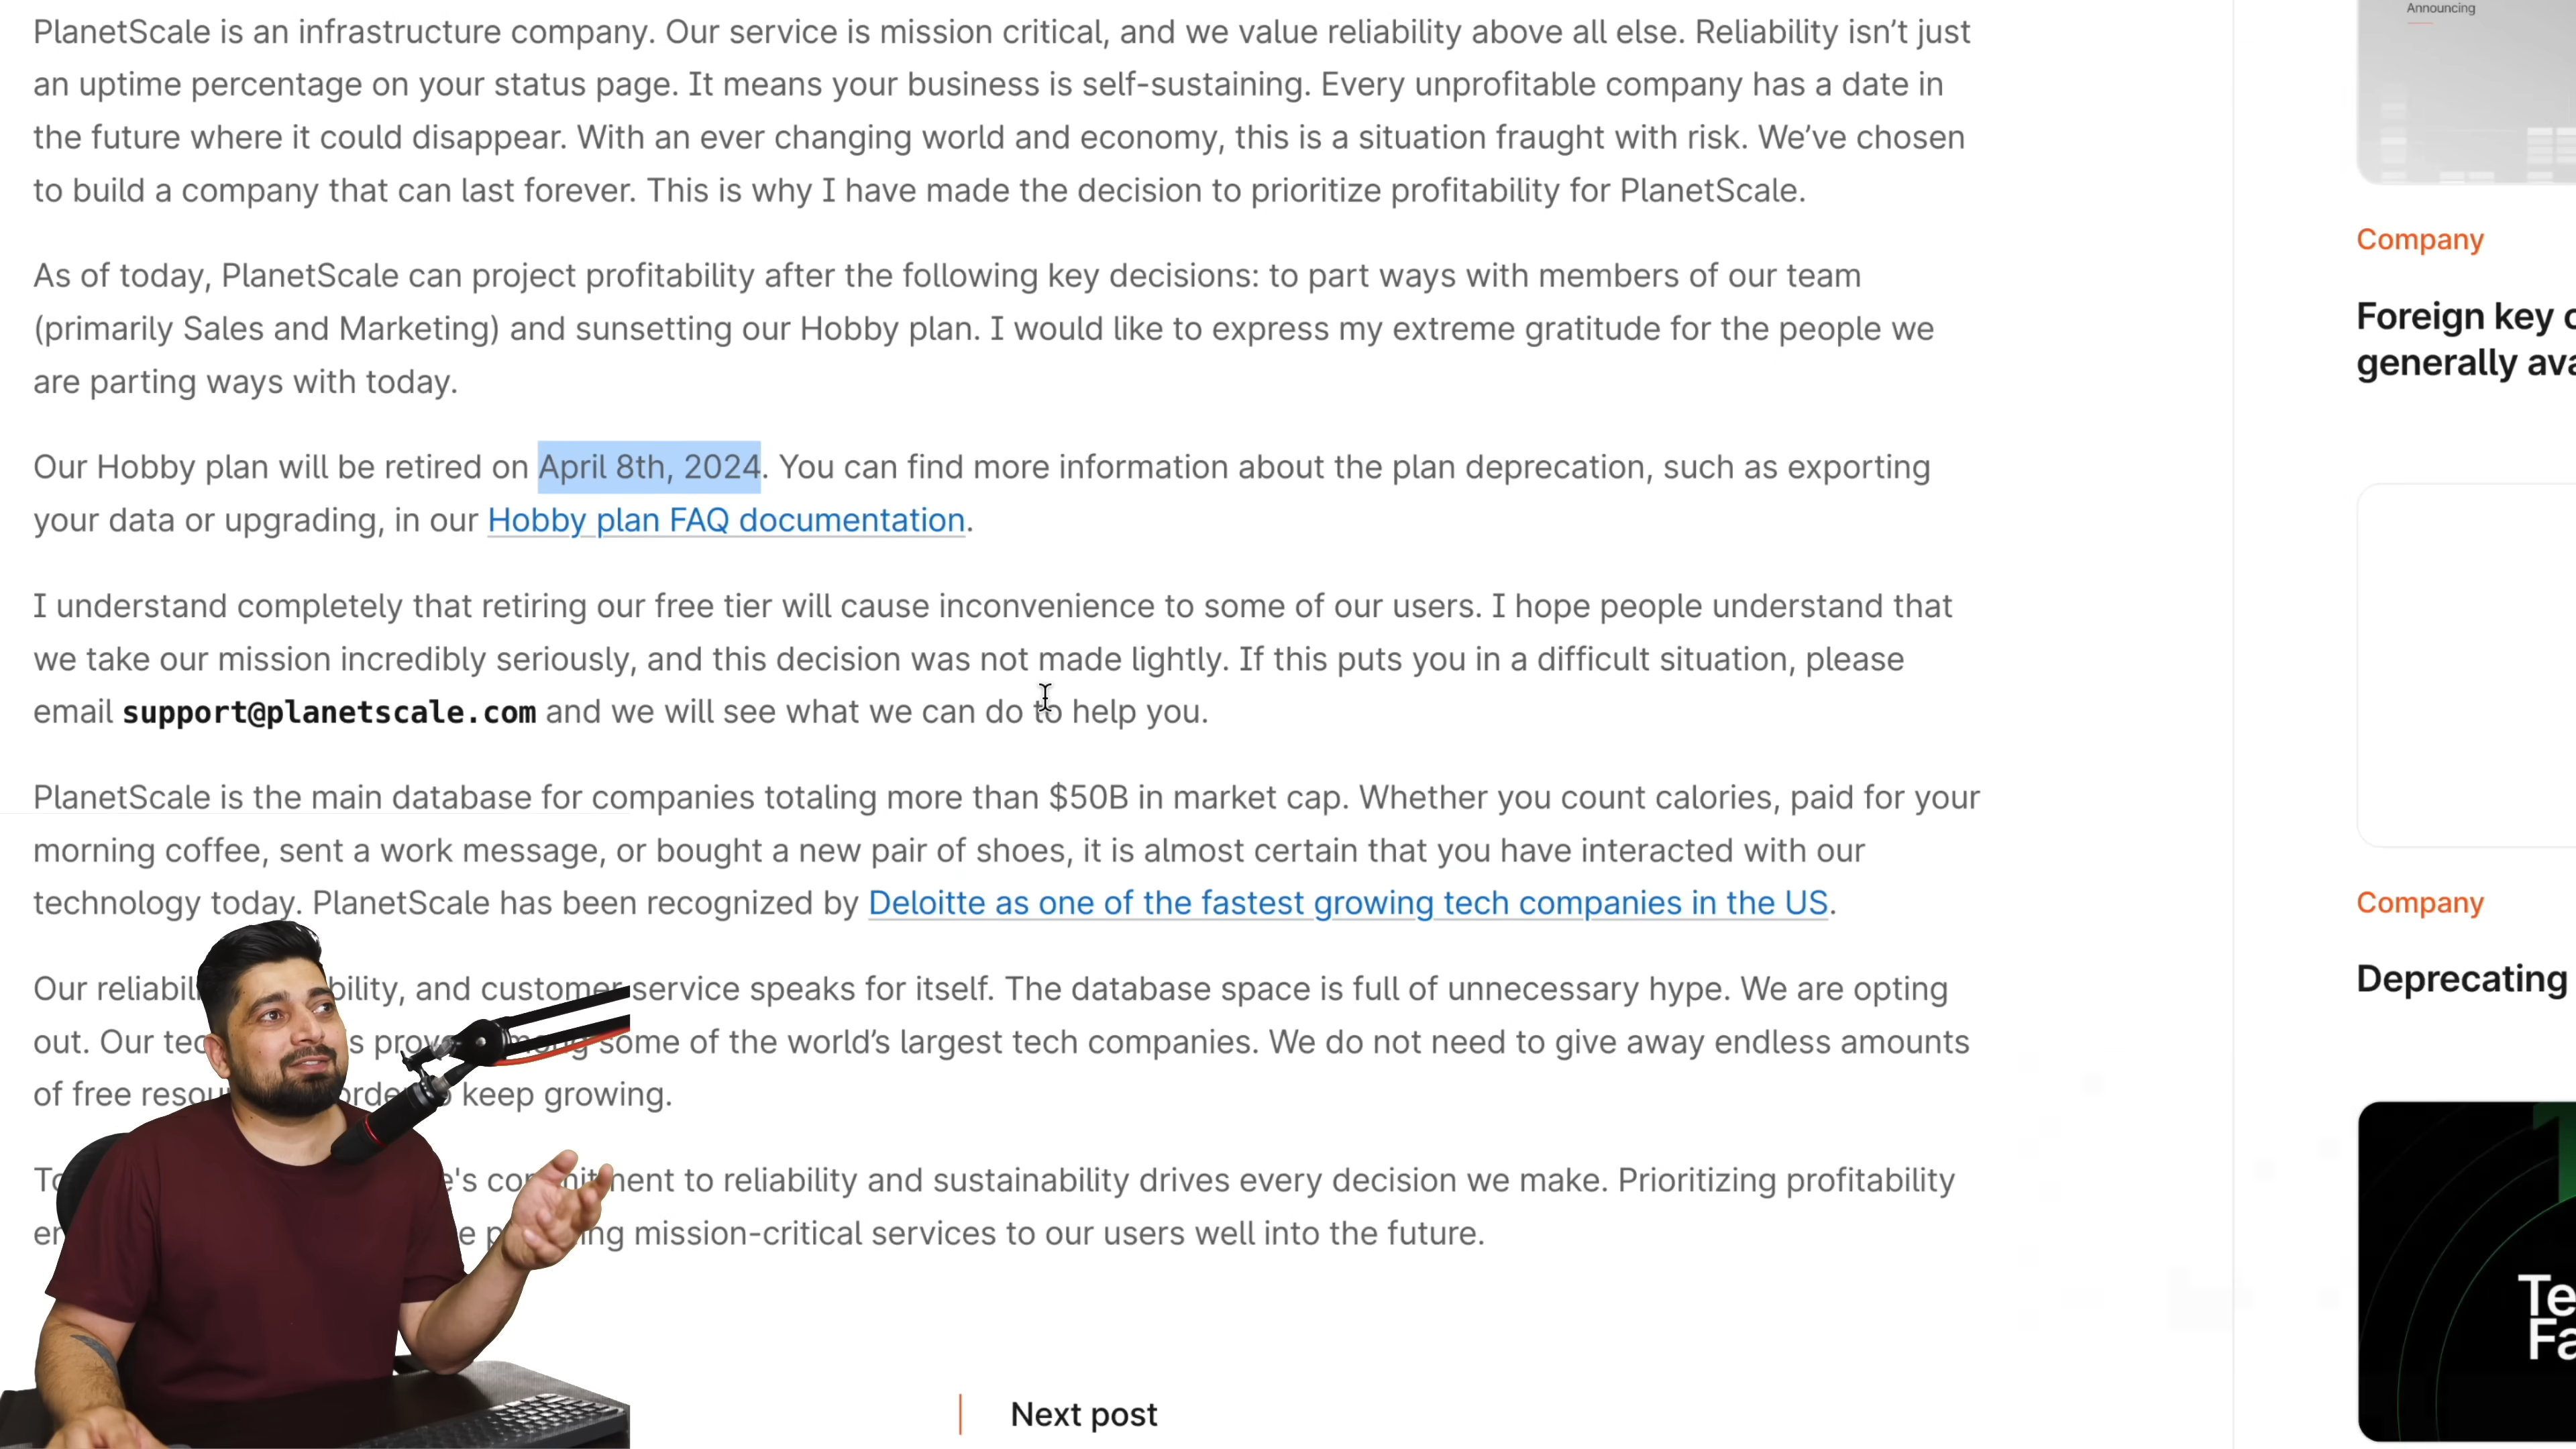 PlanetScale is an infrastructure company. Our service is mission critical, and we value reliability above all else. Reliability isn’t just
an uptime percentage on your status page. It means your business is self-sustaining. Every unprofitable company has a date in
the future where it could disappear. With an ever changing world and economy, this is a situation fraught with risk. We’ve chosen
to build a company that can last forever. This is why I have made the decision to prioritize profitability for PlanetScale.
As of today, PlanetScale can project profitability after the following key decisions: to part ways with members of our team
(primarily Sales and Marketing) and sunsetting our Hobby plan. I would like to express my extreme gratitude for the people we
are parting ways with today.
Our Hobby plan will be retired on April 8th, 2024. You can find more information about the plan deprecation, such as exporting
your data or upgrading, in our Hobby plan FAQ documentation.
I understand completely that retiring our free tier will cause inconvenience to some of our users. I hope people understand that
we take our mission incredibly seriously, and this decision was not made lightly. If this puts you in a difficult situation, please
email support@planetscale.com and we will see what we can do to help you.
PlanetScale is the main database for companies totaling more than $50B in market cap. Whether you count calories, paid for your
morning coffee, sent a work message, or bought a new pair of shoes, it is almost certain that you have interacted with our
technology today. PlanetScale has been recognized by Deloitte as one of the fastest growing tech companies in the US.
Our bility, and customer service speaks for itself. The database space is full of unnecessary hype. We are opting
out. Our some of the world’s largest tech companies. We do not need to give away endless amounts
of free keep growing.
to reliability and sustainability drives every decision we make. Prioritizing profitability
mission-critical services to our users well into the future.
Next post
Announcing
Company
Foreign key
generally
Company
Deprecating
Te
Fa